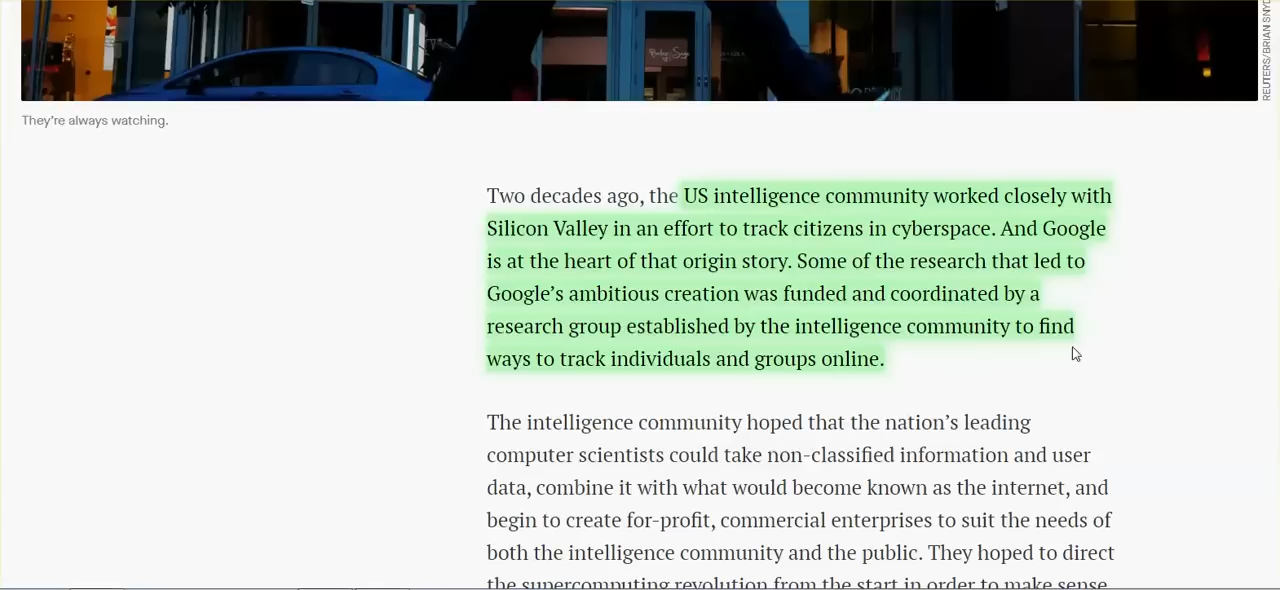 REUTERS/BRIAN SNYD
They’re always watching.
Two decades ago, the US intelligence community worked closely with
Silicon Valley in an effort to track citizens in cyberspace. And Google
is at the heart of that origin story. Some of the research that led to
Google’s ambitious creation was funded and coordinated by a
research group established by the intelligence community to find
ways to track individuals and groups online.
The intelligence community hoped that the nation’s leading
computer scientists could take non-classified information and user
data, combine it with what would become known as the internet, and
begin to create for-profit, commercial enterprises to suit the needs of
both the intelligence community and the public. They hoped to direct
the supercomputing revolution from the start in order to make sense